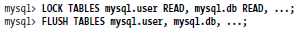 mysql> LOCK TABLES mysql.user READ, mysql.db READ, ...;
mysql> FLUSH TABLES mysql.user, mysql.db, ...;